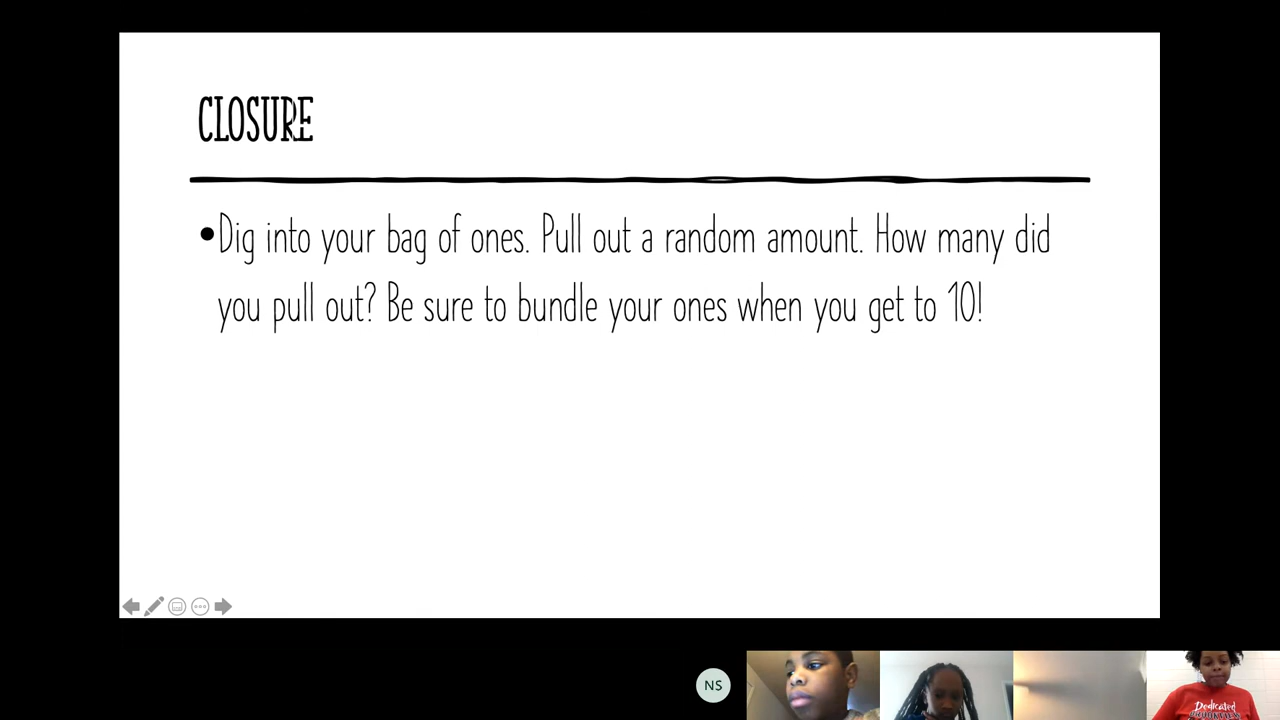 CLOSURE
•Dig into your bag of ones. Pull out a random amount. How many did
you pull out? Be sure to bundle your ones when you get to 10!
NS
Dedicated